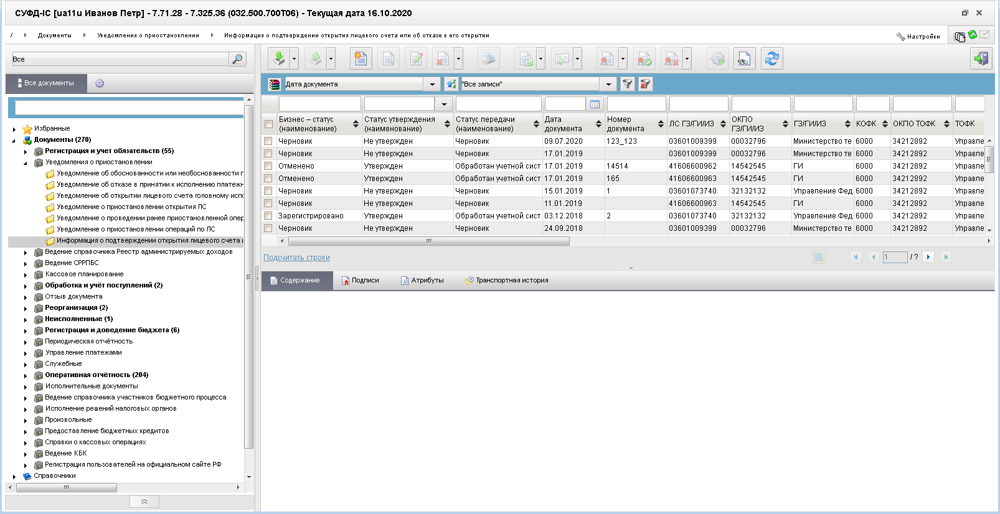 СУФД-IC [ua11u Иванов Петр] - 7.71.28 - 7.325.36 (032.500.700T06) - Текущая дата 16.10.2020
/ Документы Уведомления о приостановлении Информация о подтверждении открытия лицевого счета или об отказе в его открытии
Настройки
Все
Все документы
Избранные
Документы (270)
Регистрация и учет обязательств (55)
Уведомления о приостановлении
Уведомление об обоснованности или необоснованности г
Уведомление об отказе в принятии к исполнению платежн
Уведомление об открытии лицевого счета головному испо
Уведомление о приостановлении открытия ЛС
Уведомление о проведении ранее приостановленной опер
Уведомление о приостановлении операций по ЛС
Информация о подтверждении открытия лицевого счета и
Ведение справочника Реестр администрируемых доходов
Ведение СРРПБС
Кассовое планирование
Обработка и учёт поступлений (2)
Отзыв документа
Реорганизация (2)
Неисполненные (1)
Регистрация и доведение бюджета (6)
Периодическая отчётность
Управление платежами
Служебные
Оперативная отчётность (204)
Исполнительные документы
Ведение справочника участников бюджетного процесса
Исполнение решений налоговых органов
Произвольные
Предоставление бюджетных кредитов
Справки о кассовых операциях
Ведение КБК
Регистрация пользователей на официальном сайте РФ
Справочники
Дата документа "Все записи"
Бизнес – статус (наименование) Статус утверждения (наименование) Статус передачи (наименование) Дата документа Номер документа ЛС ГЗ/ГИ/ИЗ ОКПО ГЗ/ГИ/ИЗ ГЗ/ГИ/ИЗ КОФК ОКПО ТОФК ТОФК
Черновик Не утвержден Черновик 09.07.2020 123_123 03601009399 00032796 Министерство те 6000 34212892 Управле
Черновик Не утвержден Черновик 17.01.2019 03601009399 00032796 Министерство те 6000 34212892 Управле
Отменено Утвержден Обработан учетной сист 17.01.2019 14514 41606600962 14542545 ГИ 6000 34212892 Управле
Отменено Утвержден Обработан учетной сист 17.01.2019 165 41606600963 14542545 ГИ 6000 34212892 Управле
Черновик Не утвержден Черновик 15.01.2019 1 03601073740 32132132 Управление Фед 6000 34212892 Управле
Черновик Не утвержден Черновик 11.01.2019 41606600963 14542545 ГИ 6000 34212892 Управле
Зарегистрировано Утвержден Обработан учетной сист 03.12.2018 2 03601073740 32132132 Управление Фед 6000 34212892 Управле
Черновик Не утвержден Черновик 24.09.2018 03601009399 00032796 Министерство те 6000 34212892 Управле
Подсчитать строки 1 / ?
Содержание Подписи Атрибуты Транспортная история